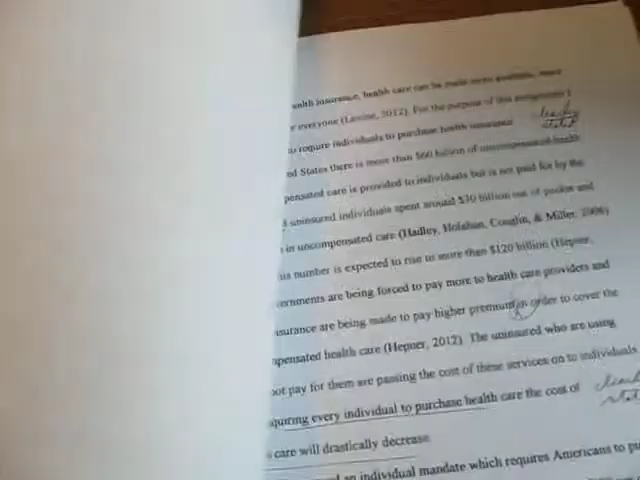 ealth insurance, health care can be made more available, more
everyone (Levine, 2012). For the purpose of this assignment I
to require individuals to purchase health insurance
clearly
stated
ed States there is more than $60 billion of uncompensated health
pensated care is provided to individuals but is not paid for by the
uninsured individuals spent around $30 billion out of pocket and
in uncompensated care (Hadley, Holahan, Coughlin, & Miller, 2008)
is number is expected to rise to more than $120 billion (Hepner,
vernments are being forced to pay more to health care providers and
nsurance are being made to pay higher premium in order to cover the
pensated health care (Hepner, 2012). The uninsured who are using
not pay for them are passing the cost of these services on to individuals
quiring every individual to purchase health care the cost of
care will drastically decrease.
an individual mandate which requires Americans to pu